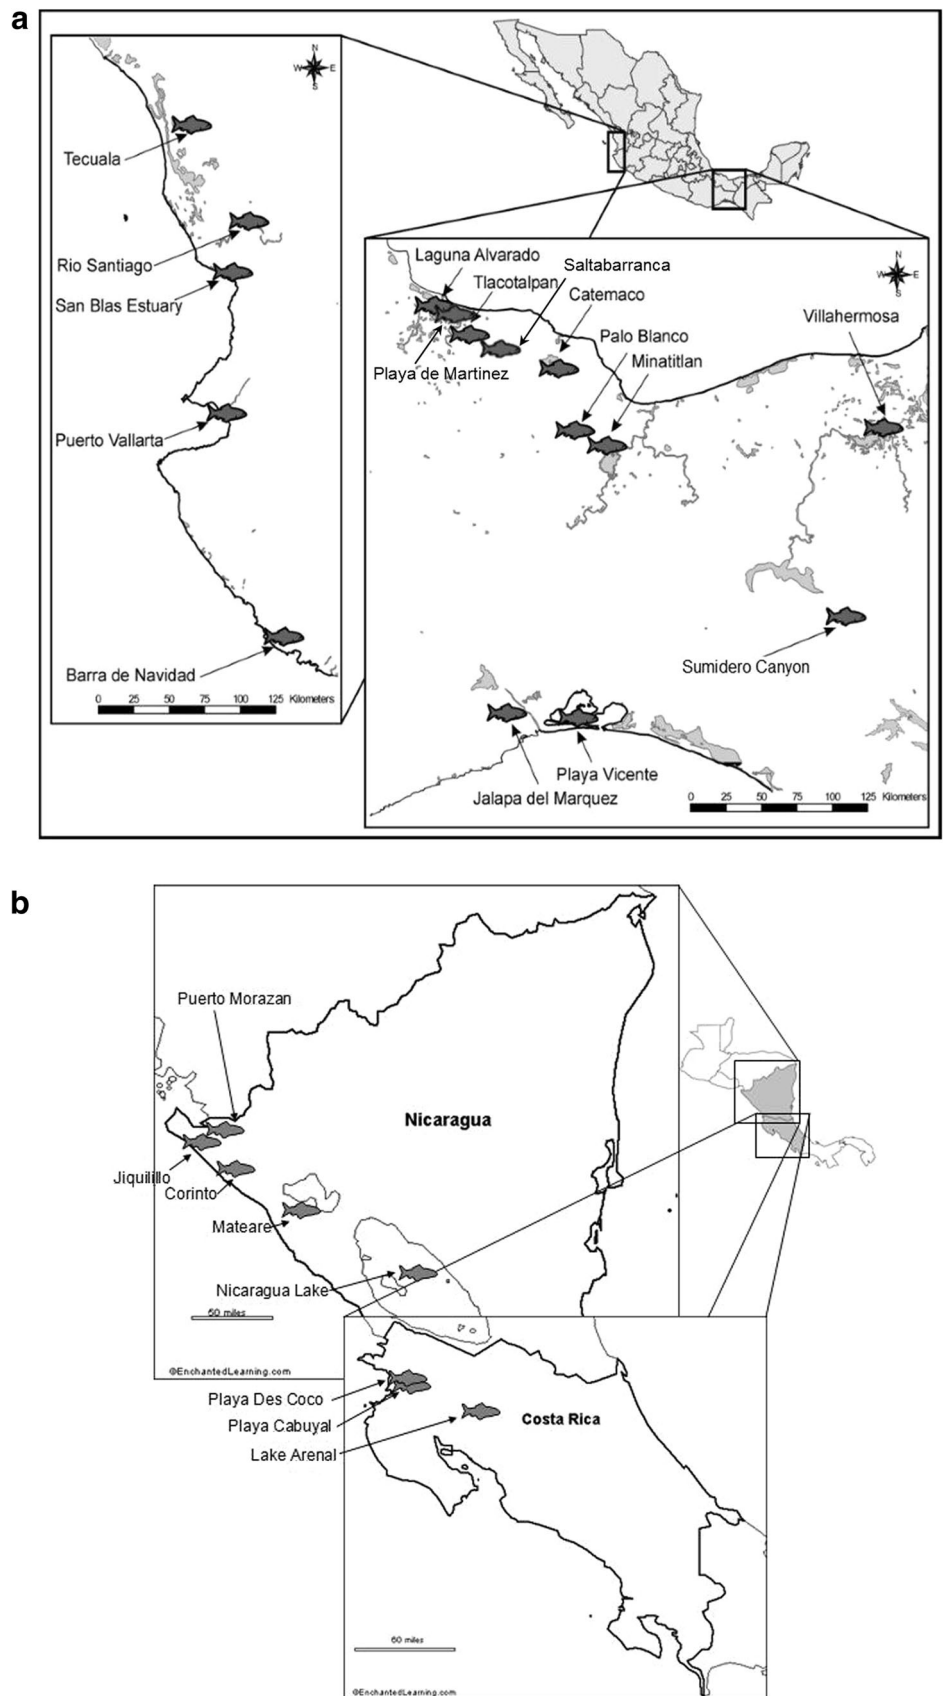 a
N
W E
S
Tecuala
Rio Santiago
San Blas Estuary
Puerto Vallarta
Barra de Navidad
0 25 50 75 100 125 Kilometers
Laguna Alvarado
Tlacotalpan
Saltabarranca
Catemaco
N
W E
S
Villahermosa
Palo Blanco
Minatitlan
Playa de Martinez
Sumidero Canyon
Playa Vicente
Jalapa del Marquez
0 25 50 75 100 125 Kilometers
b
Puerto Morazan
Nicaragua
Jiquilillo
Corinto
Mateare
Nicaragua Lake
60 miles
©EnchantedLearning.com
Playa Des Coco
Playa Cabuyal
Lake Arenal
Costa Rica
60 miles
©EnchantedLearning.com